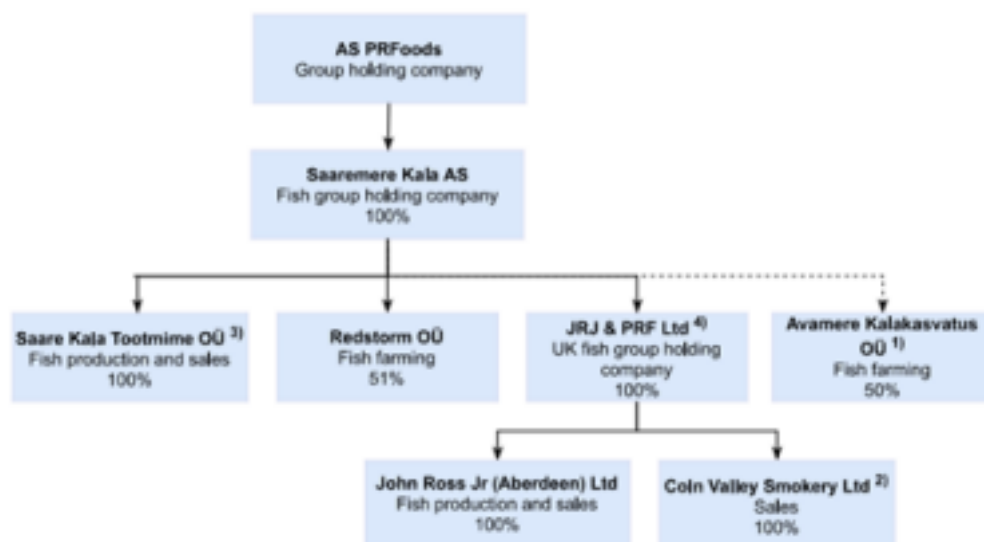 AS PRFoods
Group holding company
Saaremere Kala AS
Fish group holding company
100%
Saare Kala Tootmime OÜ 3)
Fish production and sales
100%
Redstorm OÜ
Fish farming
51%
JRJ & PRF Ltd 4)
UK fish group holding
company
100%
Avamere Kalakasvatus
OÜ 1)
Fish farming
50%
John Ross Jr (Aberdeen) Ltd
Fish production and sales
100%
Coln Valley Smokery Ltd 2)
Sales
100%